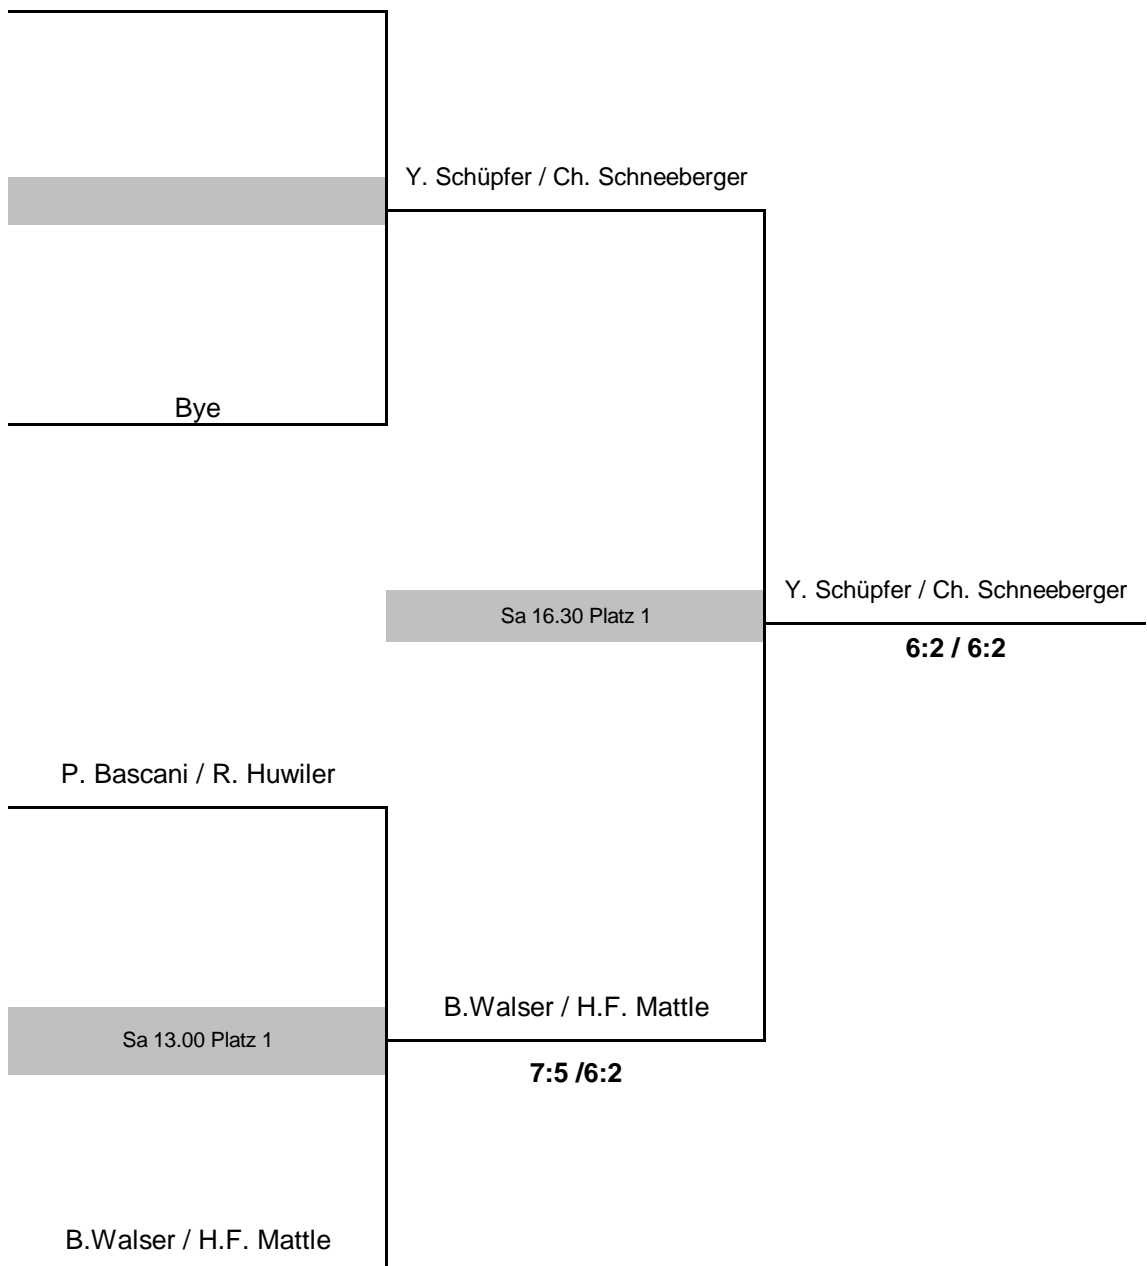 Y. Schüpfer / Ch. Schneeberger
Bye
Y. Schüpfer / Ch. Schneeberger
Sa 16.30 Platz 1
6:2 / 6:2
P. Bascani / R. Huwiler
B.Walser / H.F. Mattle
Sa 13.00 Platz 1
7:5 /6:2
B.Walser / H.F. Mattle